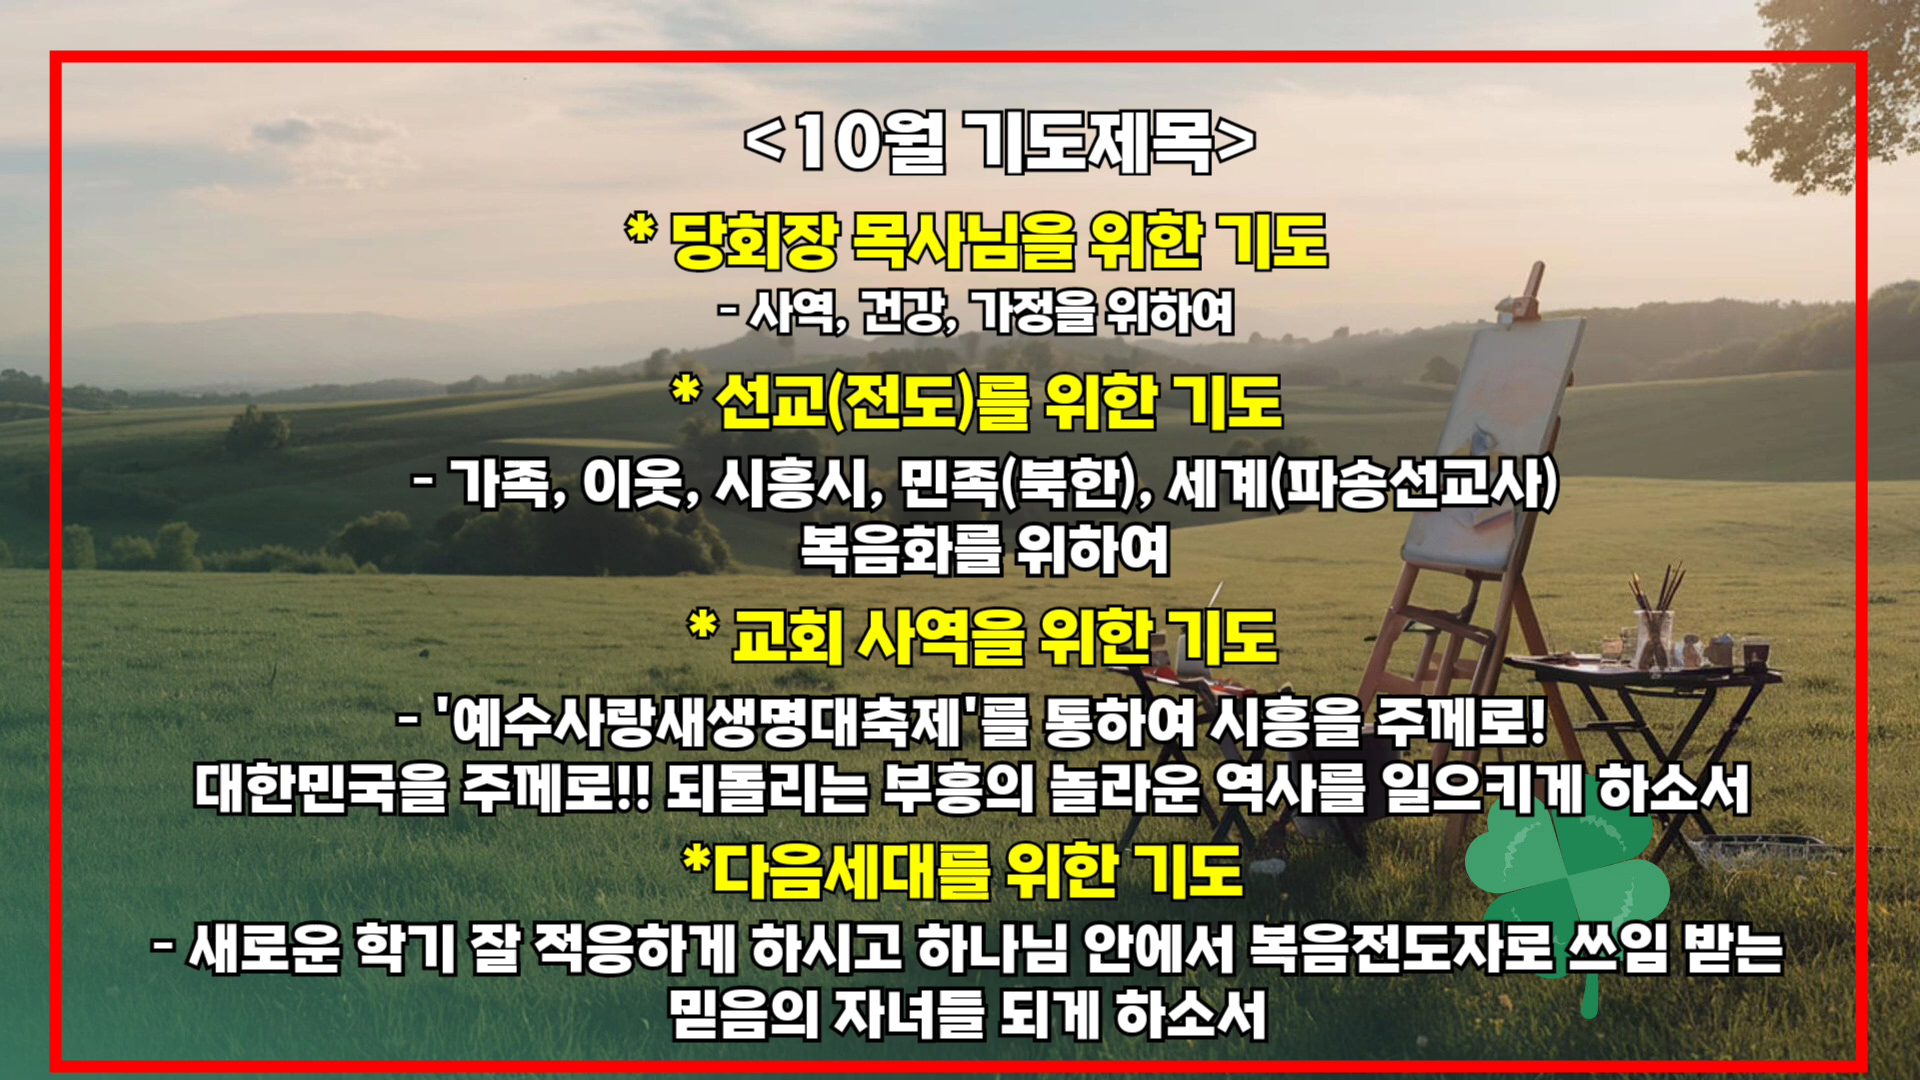 <10월 기도제목>
* 당회장 목사님을 위한 기도
- 사역, 건강, 가정을 위하여
* 선교(전도)를 위한 기도
- 가족, 이웃, 시흥시, 민족(북한), 세계(파송선교사)
복음화를 위하여
* 교회 사역을 위한 기도
- '예수사랑새생명대축제'를 통하여 시흥을 주께로!
대한민국을 주께로!! 되돌리는 부흥의 놀라운 역사를 일으키게 하소서
*다음세대를 위한 기도
- 새로운 학기 잘 적응하게 하시고 하나님 안에서 복음전도자로 쓰임 받는
믿음의 자녀들 되게 하소서